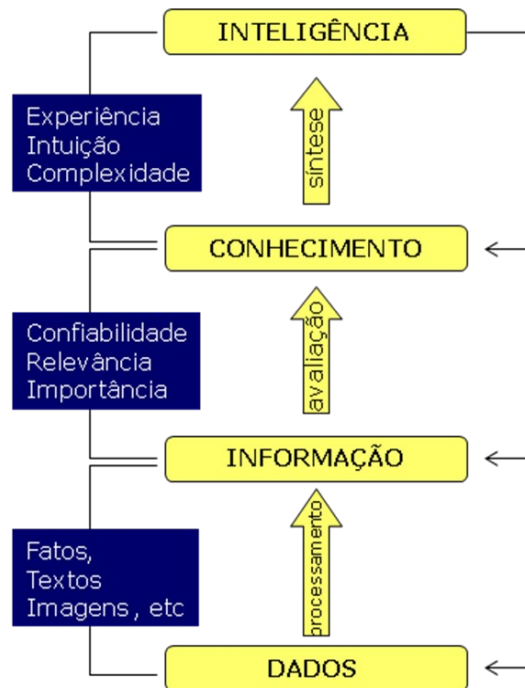 INTELIGÊNCIA
Experiência
Intuição
Complexidade
síntese
CONHECIMENTO
Confiabilidade
Relevância
Importância
avaliação
INFORMAÇÃO
Fatos,
Textos
Imagens, etc
processamento
DADOS